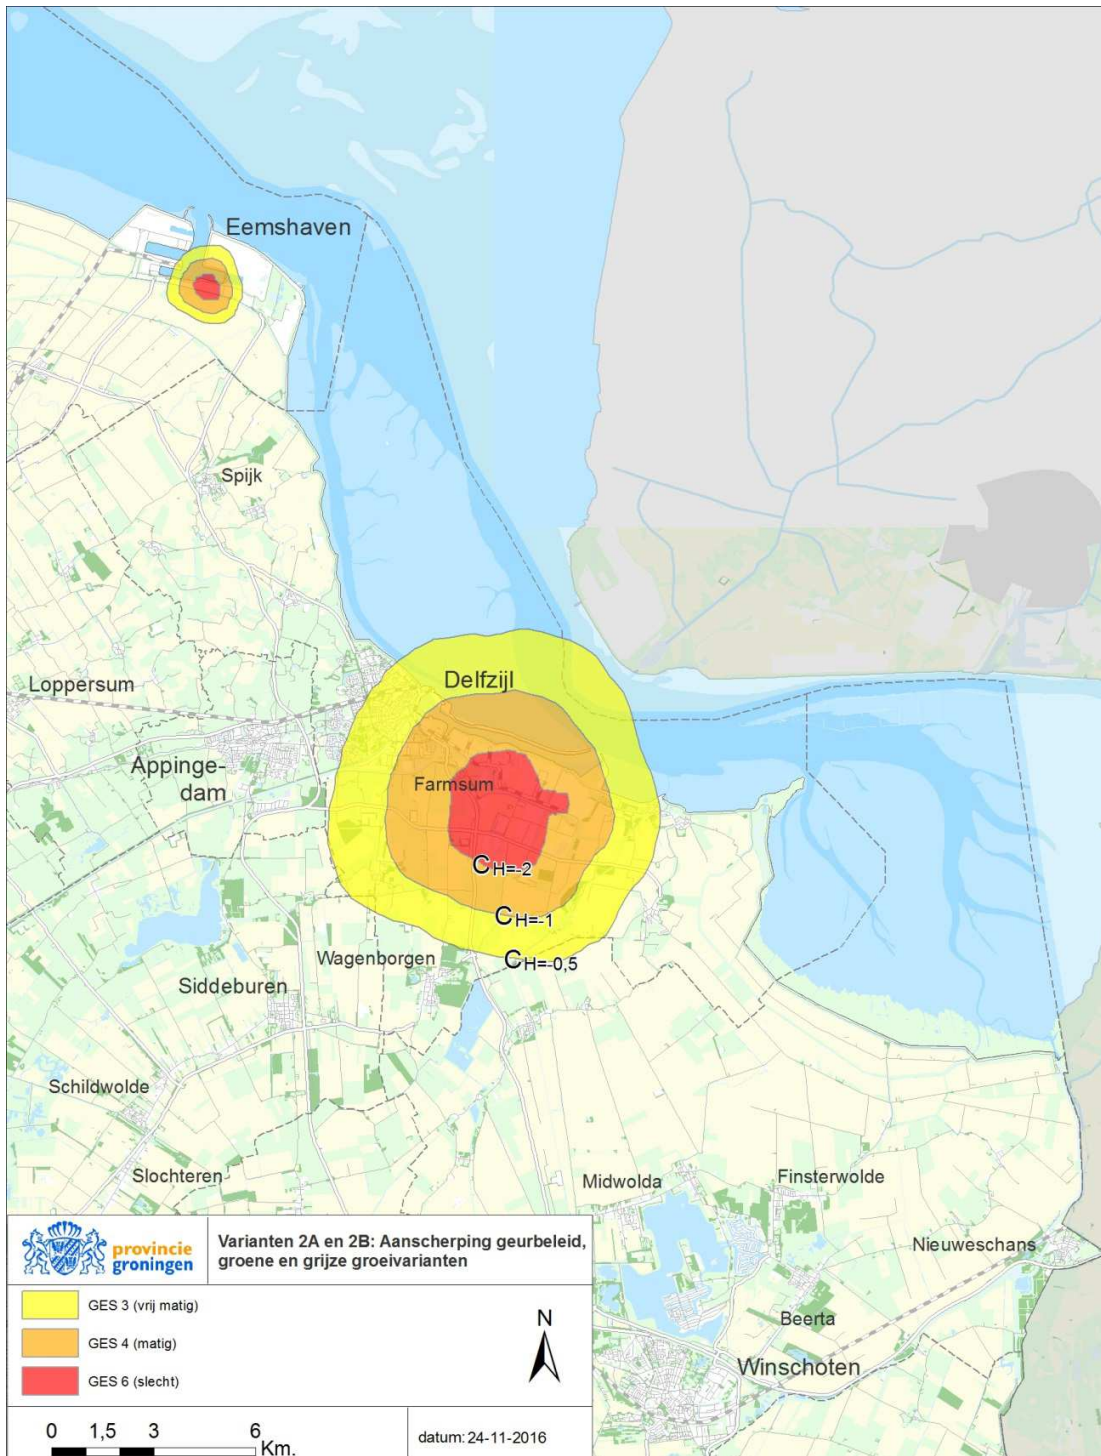 Eemshaven
Spijk
Loppersum
Delfzijl
Appinge-
dam
Farmsum
CH=-2
CH=-1
CH=-0,5
Wagenborgen
Siddeburen
Schildwolde
Slochteren
Midwolda
Finsterwolde
Nieuweschans
Beerta
Winschoten
provincie
groningen
Varianten 2A en 2B: Aanscherping geurbeleid,
groene en grijze groeivarianten
GES 3 (vrij matig)
GES 4 (matig)
GES 6 (slecht)
N
0 1,5 3 6
Km.
datum: 24-11-2016